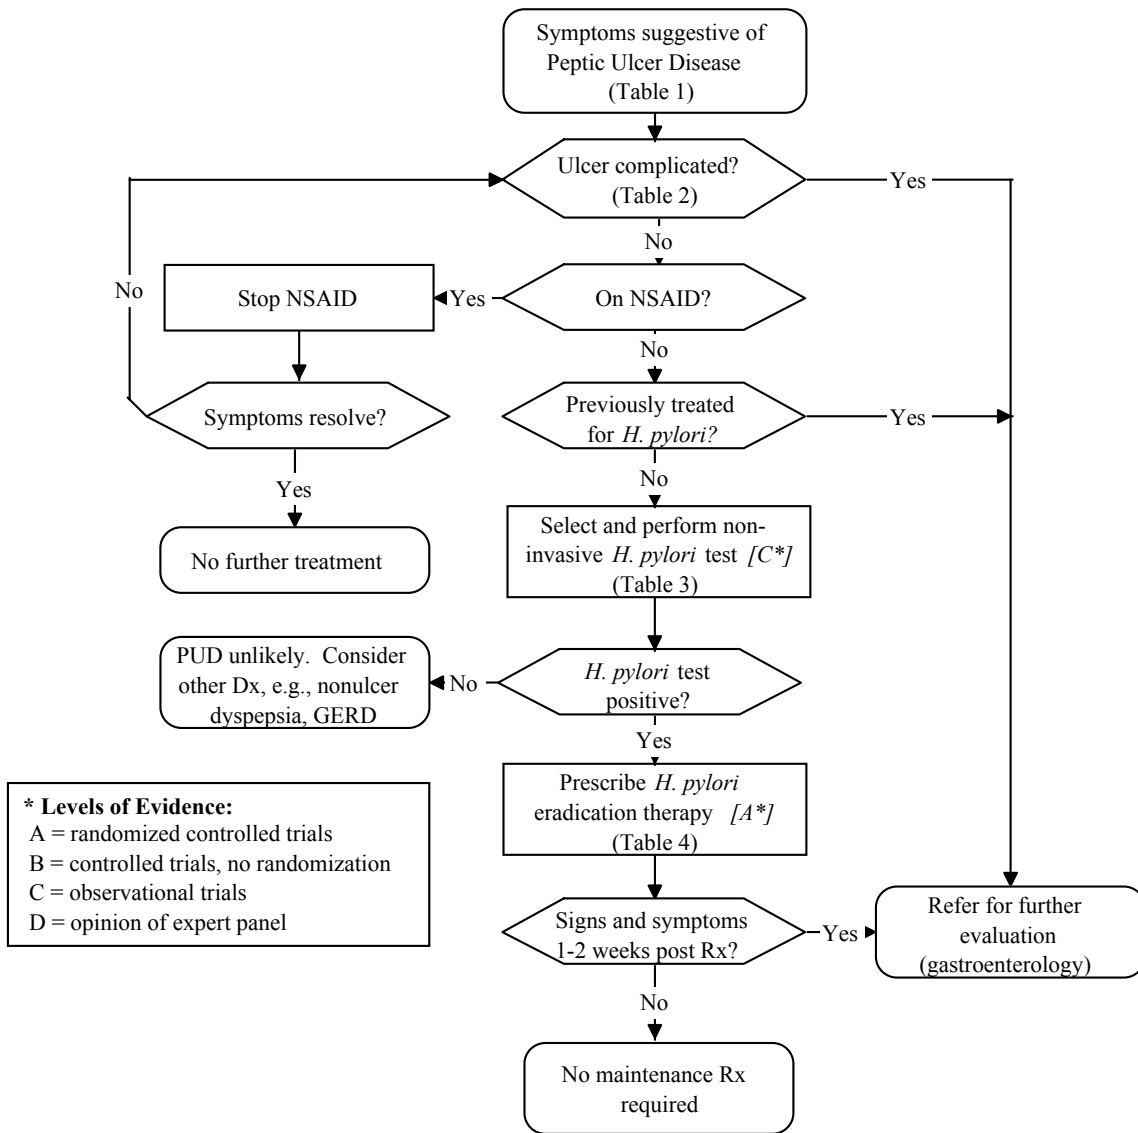 Symptoms suggestive of
Peptic Ulcer Disease
(Table 1)
Ulcer complicated?
(Table 2)
Yes
No
No
Stop NSAID
Yes
On NSAID?
No
Symptoms resolve?
Previously treated
for H. pylori?
Yes
Yes
No
No further treatment
Select and perform non-
invasive H. pylori test [C*]
(Table 3)
PUD unlikely. Consider
other Dx, e.g., nonulcer
dyspepsia, GERD
No
H. pylori test
positive?
Yes
* Levels of Evidence:
A = randomized controlled trials
B = controlled trials, no randomization
C = observational trials
D = opinion of expert panel
Prescribe H. pylori
eradication therapy [A*]
(Table 4)
Signs and symptoms
1-2 weeks post Rx?
Yes
Refer for further
evaluation
(gastroenterology)
No
No maintenance Rx
required